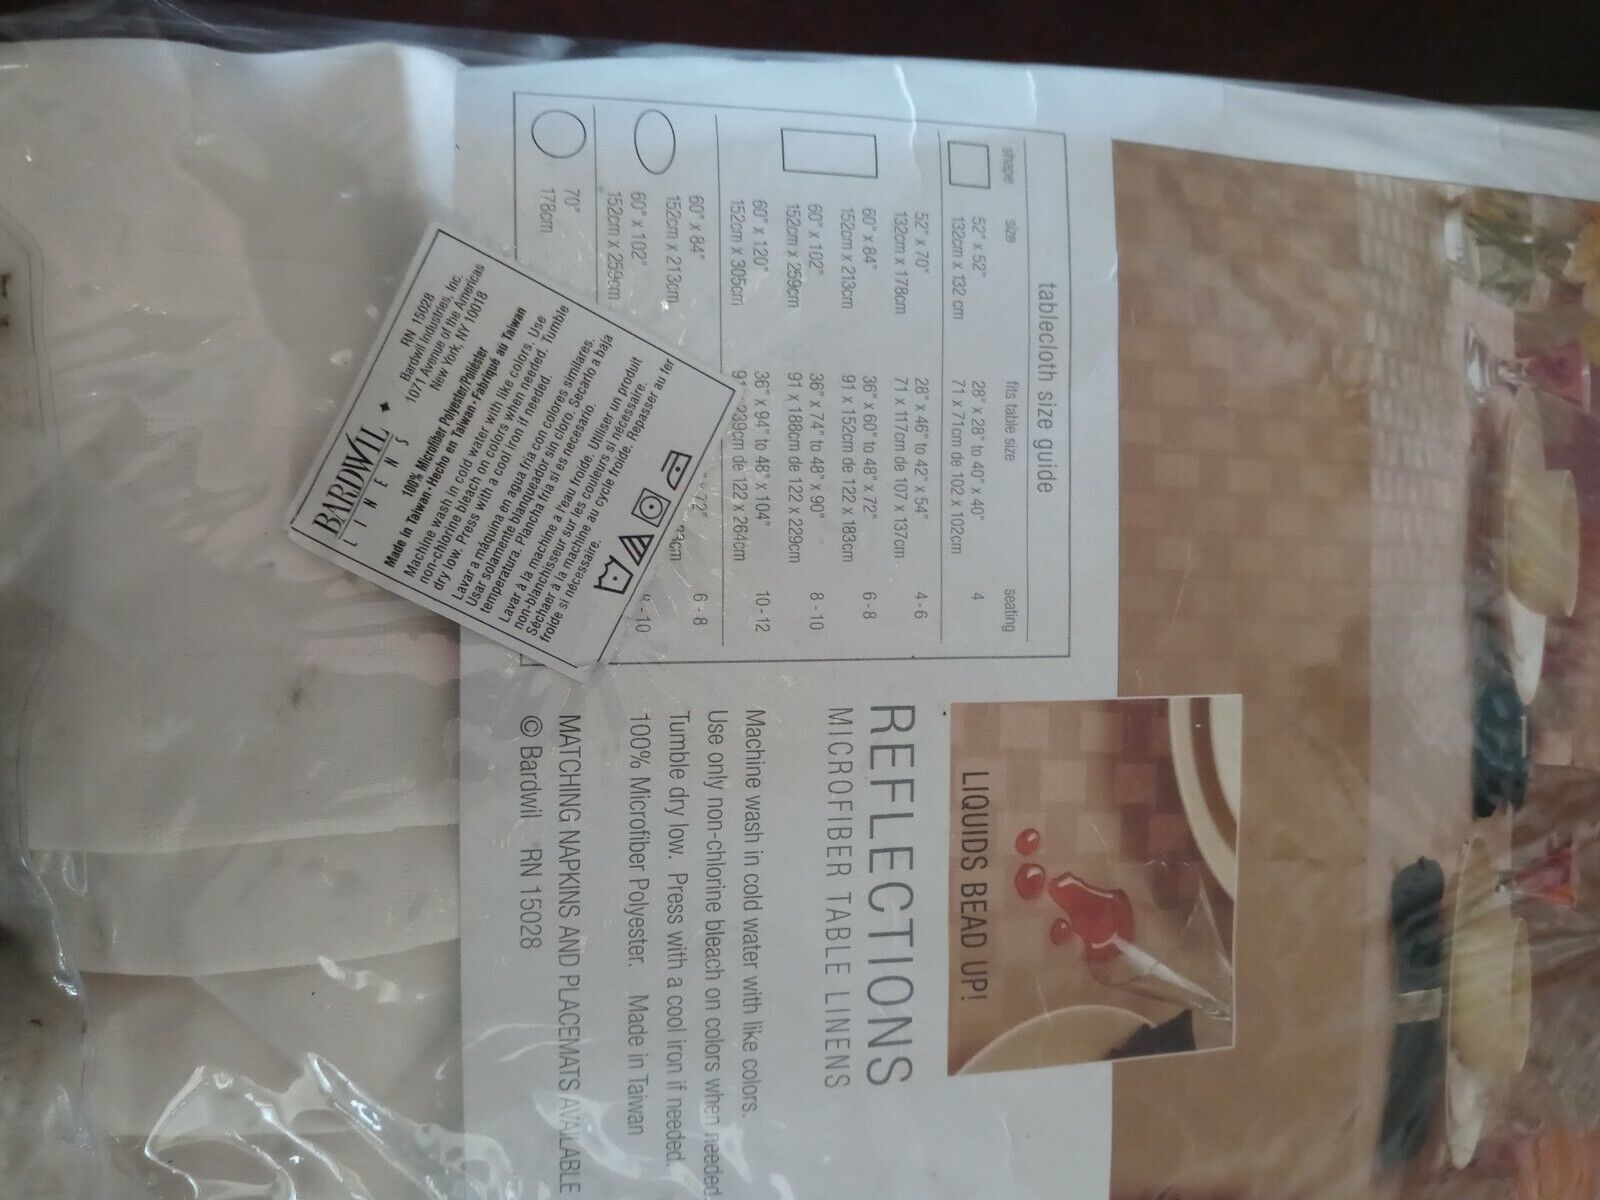 tablecloth size guide
shape size fits table size seating
52" x 52" 28" x 28" to 40" x 40" 4
132cm x 132 cm 71 x 71cm de 102 x 102cm
52" x 70" 28" x 46" to 42" x 54" 4 - 6
132cm x 178cm 71 x 117cm de 107 x 137cm
60" x 84" 36" x 60" to 48" x 72" 6 - 8
152cm x 213cm 91 x 152cm de 122 x 183cm
60" x 102" 36" x 74" to 48" x 90" 8 - 10
152cm x 259cm 91 x 188cm de 122 x 229cm
60" x 120" 36" x 94" to 48" x 104" 10 - 12
152cm x 305cm 239cm de 122 x 264cm
60" x 84" 72" 6 - 8
152cm x 213cm
60" x 102" - 10
152cm x 259cm
70"
178cm
BARDWIL
LINENS
RN 15028
Bardwil Industries, Inc.
1071 Avenue of the Americas
New York, NY 10018
100% Microfiber Polyester/Poliéster
Made in Taiwan • Hecho en Taiwan • Fabriqué au Taiwan
Machine wash in cold water with like colors. Use
non-chlorine bleach on colors when needed. Tumble
dry low. Press with a cool iron if needed.
Lavar a máquina en agua fria con colores similares.
Usar solamente blanqueador sin cloro. Secarlo a baja
temperatura. Plancha fria si es necesario.
Lavar à la machine a l'eau froide. Utiliser un produit
non-blanchisseur sur les couleurs si nécessaire.
Séchaer à la machine au cycle froide. Repasser au fer
froide si nécessaire.
LIQUIDS BEAD UP!
REFLECTIONS
MICROFIBER TABLE LINENS
Machine wash in cold water with like colors.
Use only non-chlorine bleach on colors when needed.
Tumble dry low. Press with a cool iron if needed.
100% Microfiber Polyester. Made in Taiwan
MATCHING NAPKINS AND PLACEMATS AVAILABLE
© Bardwil RN 15028